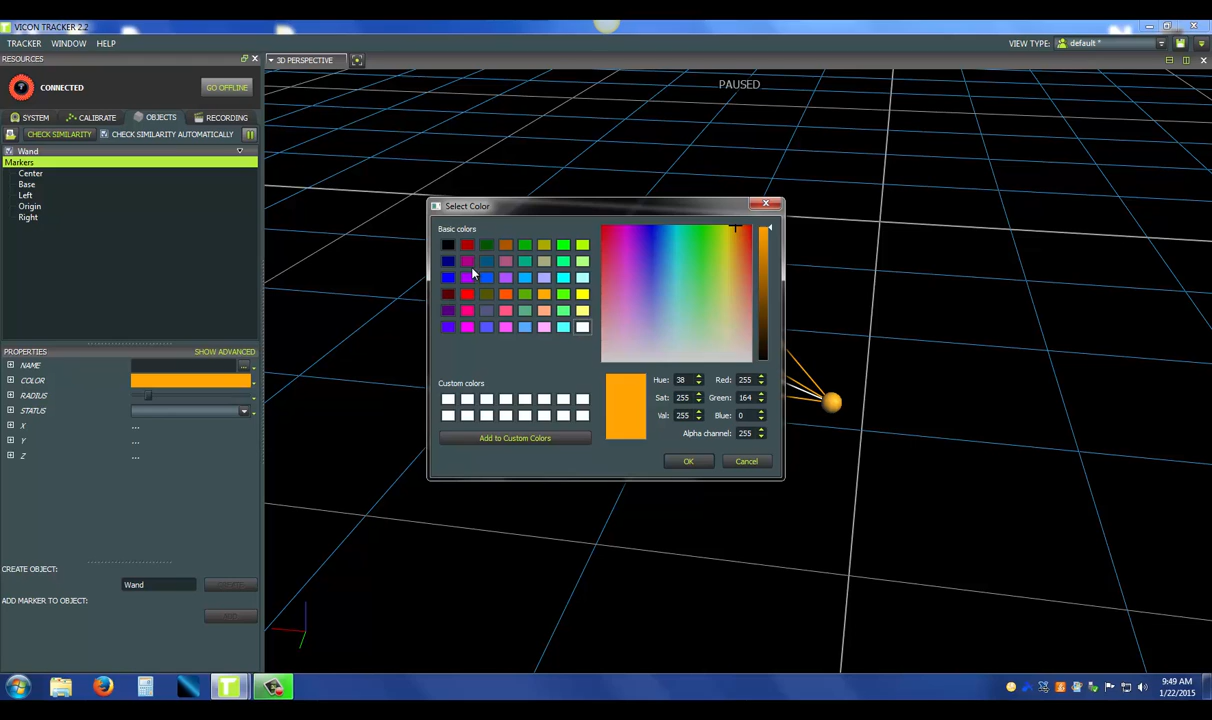 VICON TRACKER 2.2
TRACKER WINDOW HELP
VIEW TYPE: default *
RESOURCES
3D PERSPECTIVE
CONNECTED
GO OFFLINE
PAUSED
SYSTEM CALIBRATE OBJECTS RECORDING
CHECK SIMILARITY CHECK SIMILARITY AUTOMATICALLY
Wand
Markers
Center
Base
Left
Origin
Right
PROPERTIES SHOW ADVANCED
NAME
COLOR
RADIUS
STATUS
X ...
Y ...
Z ...
CREATE OBJECT:
Wand CREATE
ADD MARKER TO OBJECT:
Select Color
Basic colors
Custom colors
Add to Custom Colors
Hue: 38 Red: 255
Sat: 255 Green: 164
Val: 255 Blue: 0
Alpha channel: 255
OK Cancel
9:49 AM
1/22/2015